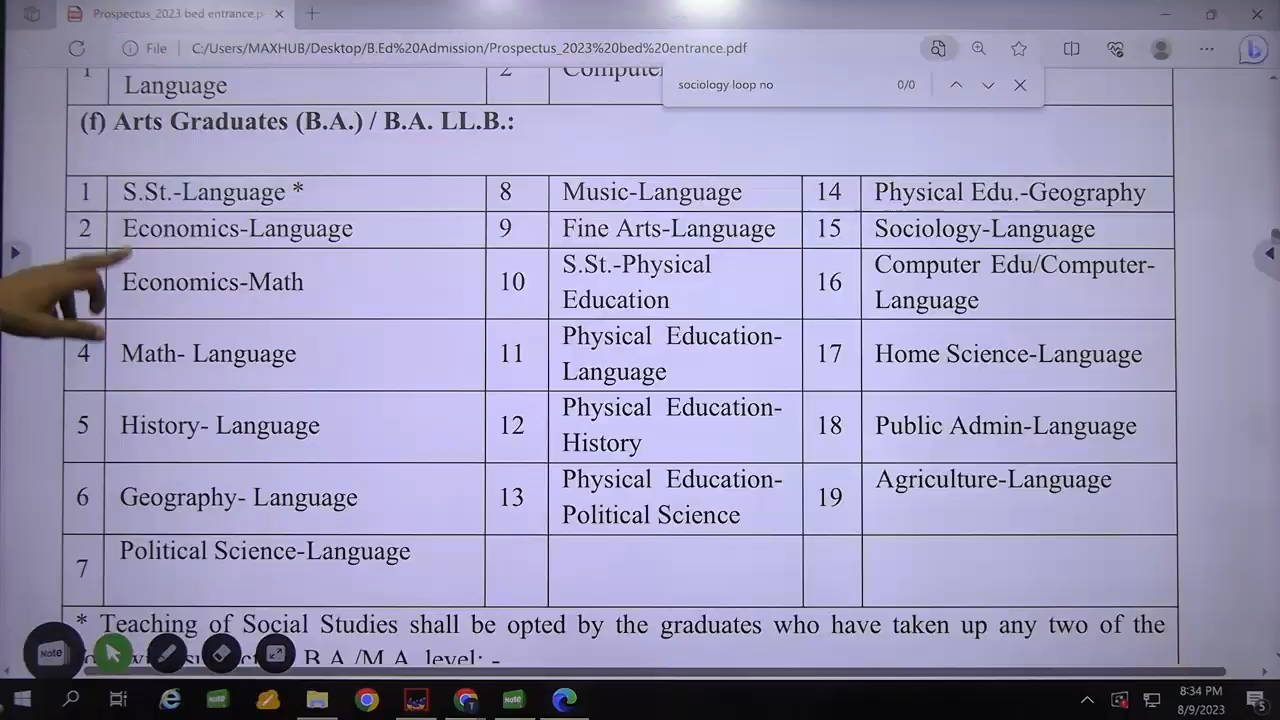 Prospectus_2023 bed entrance.p
File
C:/Users/MAXHUB/Desktop/B.Ed%20Admission/Prospectus_2023%20bed%20entrance.pdf
sociology loop no
0/0
1 Language 2
(f) Arts Graduates (B.A.) / B.A. LL.B.:
1 S.St.-Language * 8 Music-Language 14 Physical Edu.-Geography
2 Economics-Language 9 Fine Arts-Language 15 Sociology-Language
Economics-Math 10 S.St.-Physical Education 16 Computer Edu/Computer-Language
4 Math- Language 11 Physical Education-Language 17 Home Science-Language
5 History- Language 12 Physical Education-History 18 Public Admin-Language
6 Geography- Language 13 Physical Education-Political Science 19 Agriculture-Language
7 Political Science-Language
* Teaching of Social Studies shall be opted by the graduates who have taken up any two of the
B.A./M.A. level: -
Note
Note
Note
8:34 PM
8/9/2023
5